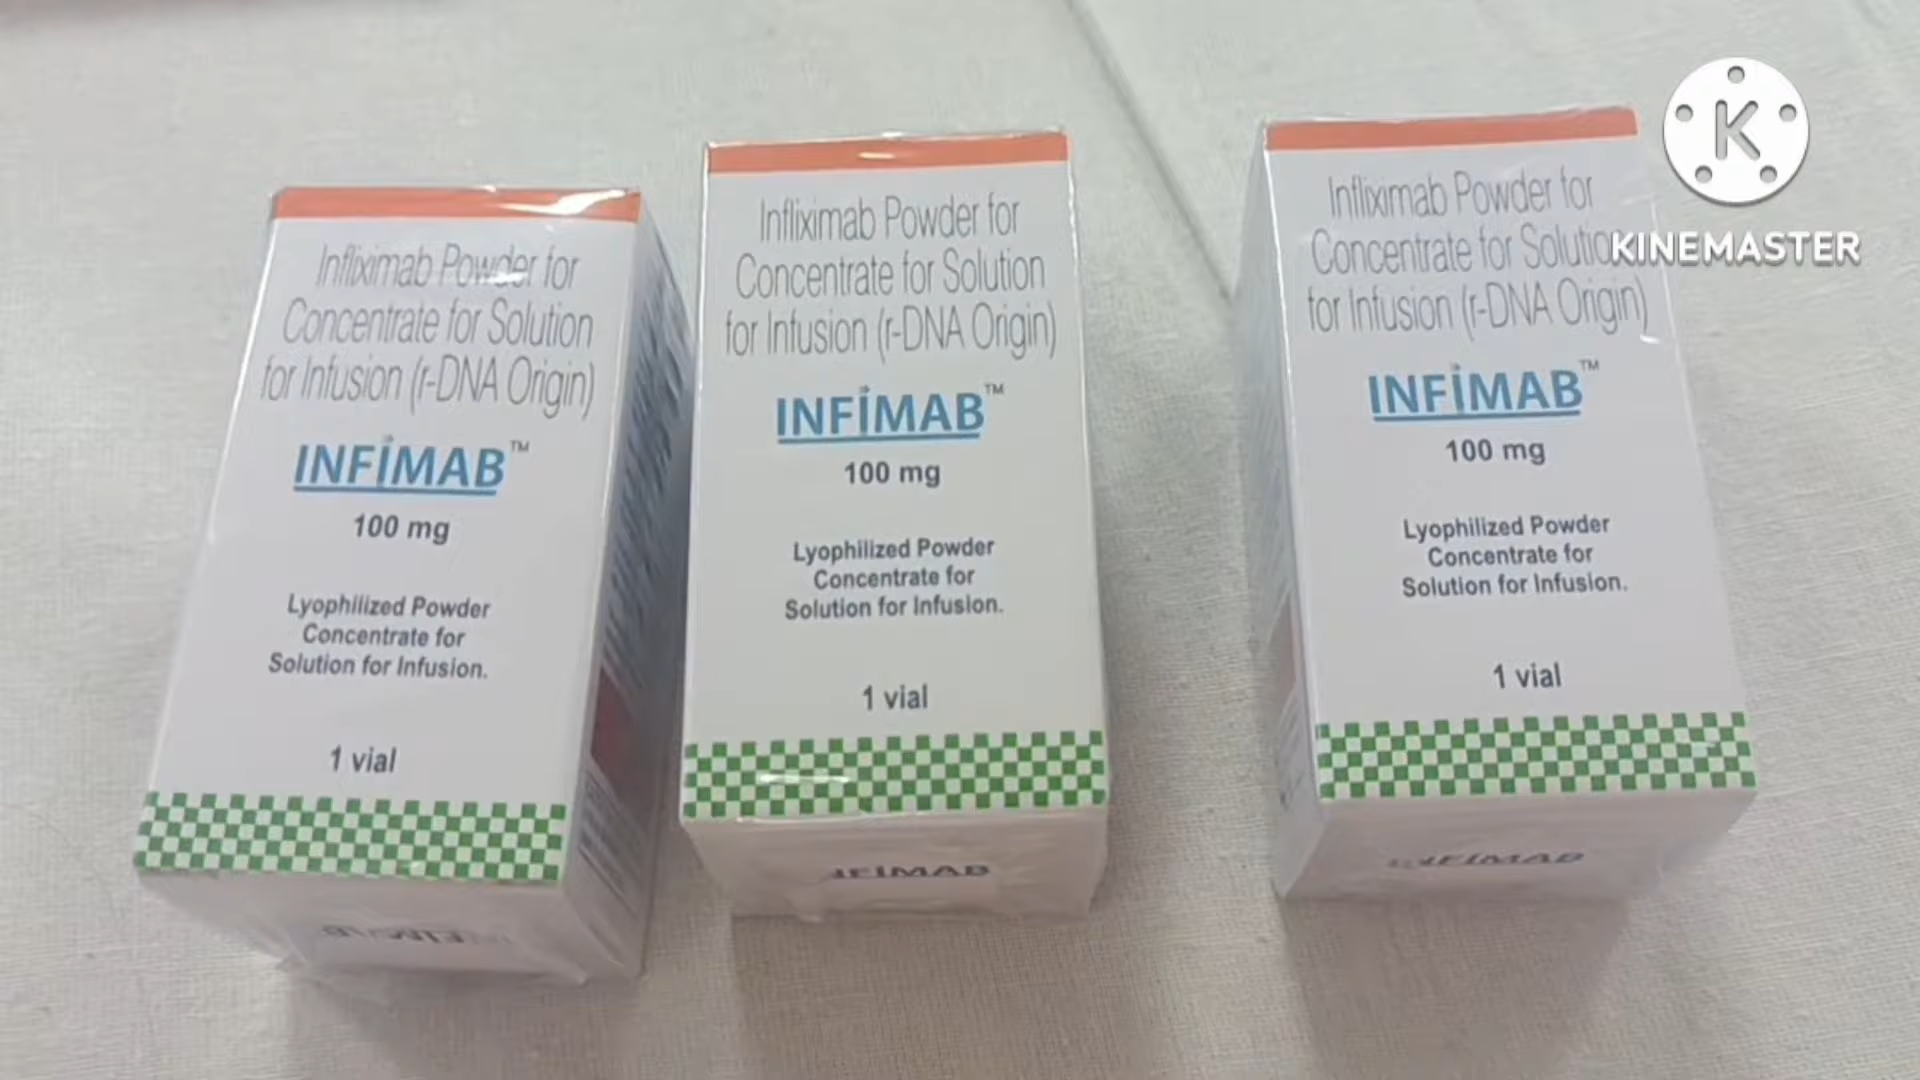 Infliximab Powder for
Concentrate for Solution
for Infusion (r-DNA Origin)
INFIMAB™
100 mg
Lyophilized Powder
Concentrate for
Solution for Infusion.
1 vial
Infliximab Powder for
Concentrate for Solution
for Infusion (r-DNA Origin)
INFIMAB™
100 mg
Lyophilized Powder
Concentrate for
Solution for Infusion.
1 vial
INFIMAB
Infliximab Powder for
Concentrate for Solutio
for Infusion (r-DNA Origin)
INFIMAB™
100 mg
Lyophilized Powder
Concentrate for
Solution for Infusion.
1 vial
INFIMAB
K
KINEMASTER